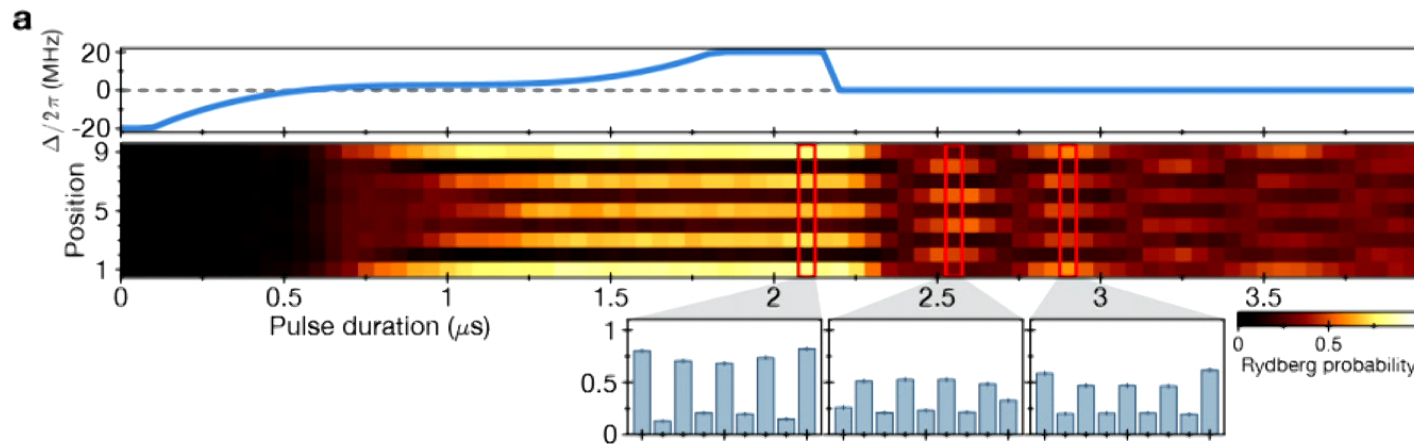 a
Δ/2π (MHz)
20
0
-20
Position
9
5
1
0 0.5 1 1.5 2 2.5 3 3.5
Pulse duration (μs)
1
0.5
0
0 0.5
Rydberg probability